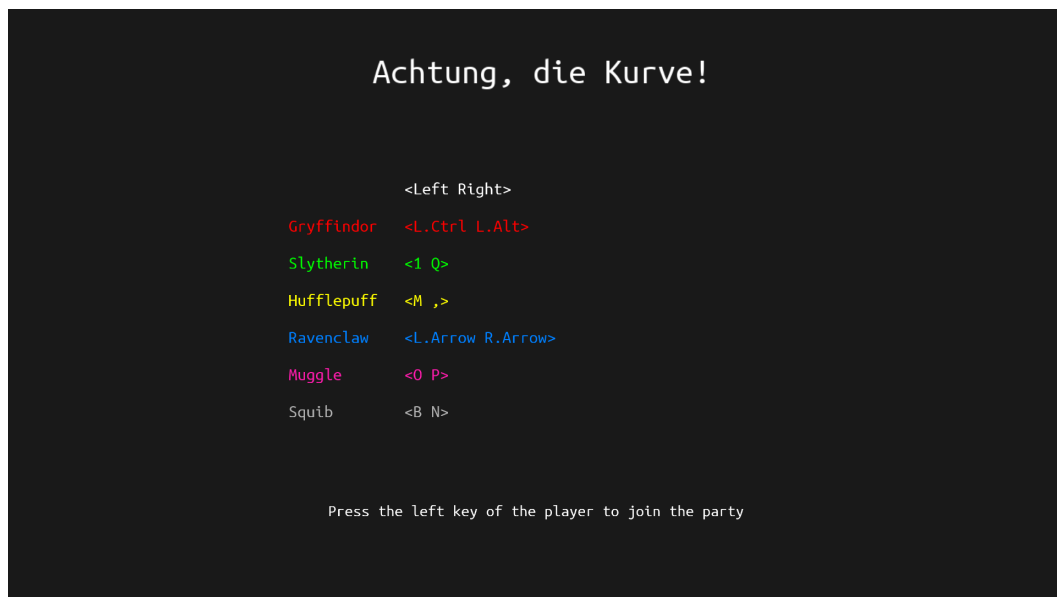 Achtung, die Kurve!
<Left Right>
Gryffindor <L.Ctrl L.Alt>
Slytherin <1 Q>
Hufflepuff <M ,>
Ravenclaw <L.Arrow R.Arrow>
Muggle <O P>
Squib <B N>
Press the left key of the player to join the party